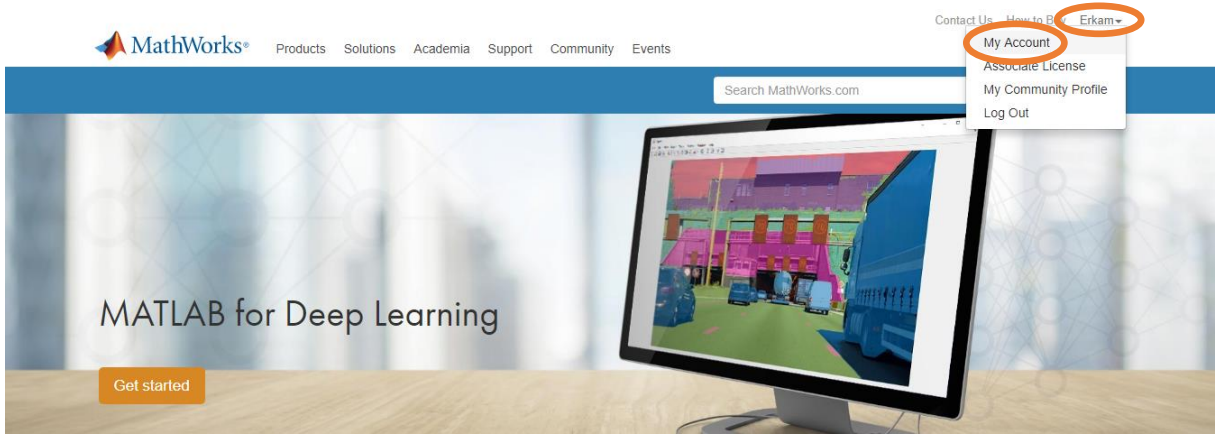 Contact Us How to Buy Erkam
MathWorks®
Products Solutions Academia Support Community Events
My Account
Associate License
My Community Profile
Log Out
Search MathWorks.com
MATLAB for Deep Learning
Get started